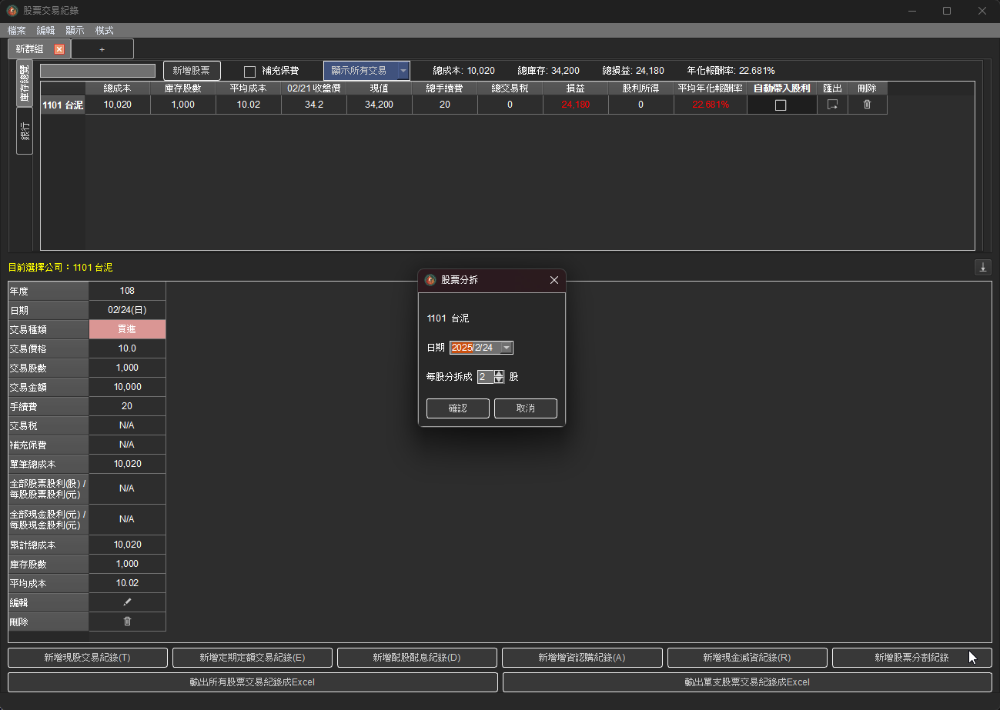 股票交易紀錄
檔案 編輯 顯示 模式
新群組 +
庫存總覽
銀行
新增股票 補充保費 顯示所有交易 總成本: 10,020 總庫存: 34,200 總損益: 24,180 年化報酬率: 22.681%
總成本 庫存股數 平均成本 02/21 收盤價 現值 總手續費 總交易稅 損益 股利所得 平均年化報酬率 自動帶入股利 匯出 刪除
1101 台泥 10,020 1,000 10.02 34.2 34,200 20 0 24,180 0 22.681%
目前選擇公司：1101 台泥
年度 108
日期 02/24(日)
交易種類 買進
交易價格 10.0
交易股數 1,000
交易金額 10,000
手續費 20
交易稅 N/A
補充保費 N/A
單筆總成本 10,020
全部股票股利(股) /
每股股票股利(元) N/A
全部現金股利(元) /
每股現金股利(元) N/A
累計總成本 10,020
庫存股數 1,000
平均成本 10.02
編輯
刪除
股票分拆
1101 台泥
日期 2025/2/24
每股分拆成 2 股
確認 取消
新增現股交易紀錄(T) 新增定期定額交易紀錄(E) 新增配股配息紀錄(D) 新增增資認購紀錄(A) 新增現金減資紀錄(R) 新增股票分割紀錄
輸出所有股票交易紀錄成Excel 輸出單支股票交易紀錄成Excel